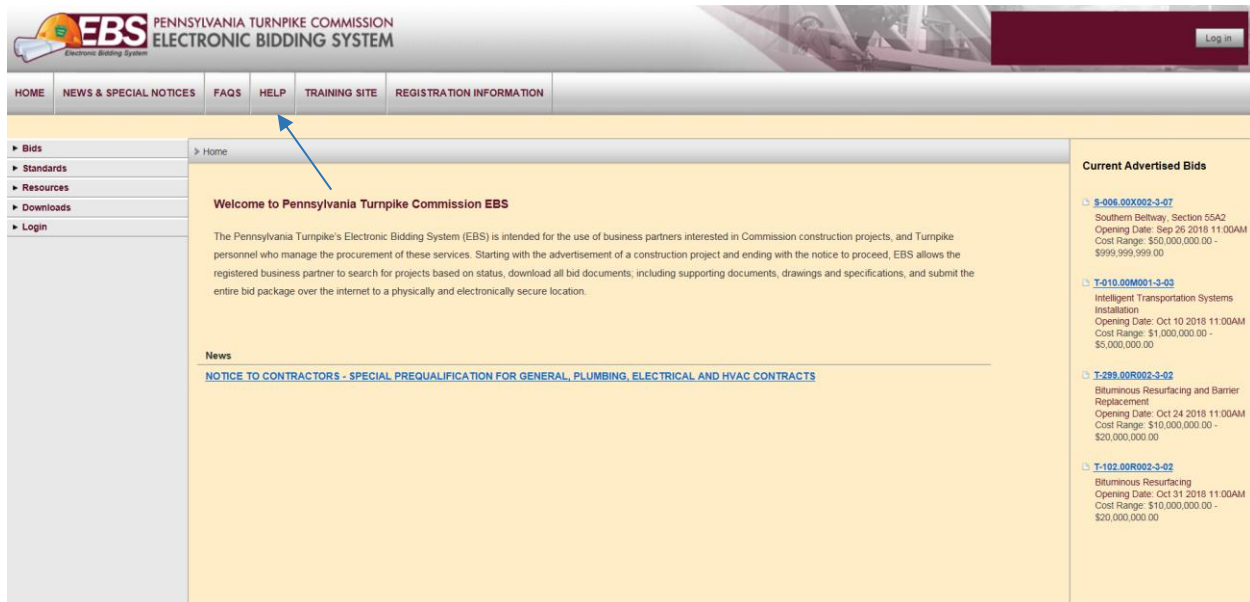 EBS
Electronic Bidding System
PENNSYLVANIA TURNPIKE COMMISSION
ELECTRONIC BIDDING SYSTEM
Log in
HOME NEWS & SPECIAL NOTICES FAQS HELP TRAINING SITE REGISTRATION INFORMATION
Bids
Standards
Resources
Downloads
Login
Home
Welcome to Pennsylvania Turnpike Commission EBS
The Pennsylvania Turnpike's Electronic Bidding System (EBS) is intended for the use of business partners interested in Commission construction projects, and Turnpike
personnel who manage the procurement of these services. Starting with the advertisement of a construction project and ending with the notice to proceed, EBS allows the
registered business partner to search for projects based on status, download all bid documents; including supporting documents, drawings and specifications, and submit the
entire bid package over the internet to a physically and electronically secure location.
News
NOTICE TO CONTRACTORS - SPECIAL PREQUALIFICATION FOR GENERAL, PLUMBING, ELECTRICAL AND HVAC CONTRACTS
Current Advertised Bids
S-006.00X002-3-07
Southern Beltway, Section 55A2
Opening Date: Sep 26 2018 11:00AM
Cost Range: $50,000,000.00 -
$999,999,999.00
T-010.00M001-3-03
Intelligent Transportation Systems
Installation
Opening Date: Oct 10 2018 11:00AM
Cost Range: $1,000,000.00 -
$5,000,000.00
T-299.00R002-3-02
Bituminous Resurfacing and Barrier
Replacement
Opening Date: Oct 24 2018 11:00AM
Cost Range: $10,000,000.00 -
$20,000,000.00
T-102.00R002-3-02
Bituminous Resurfacing
Opening Date: Oct 31 2018 11:00AM
Cost Range: $10,000,000.00 -
$20,000,000.00